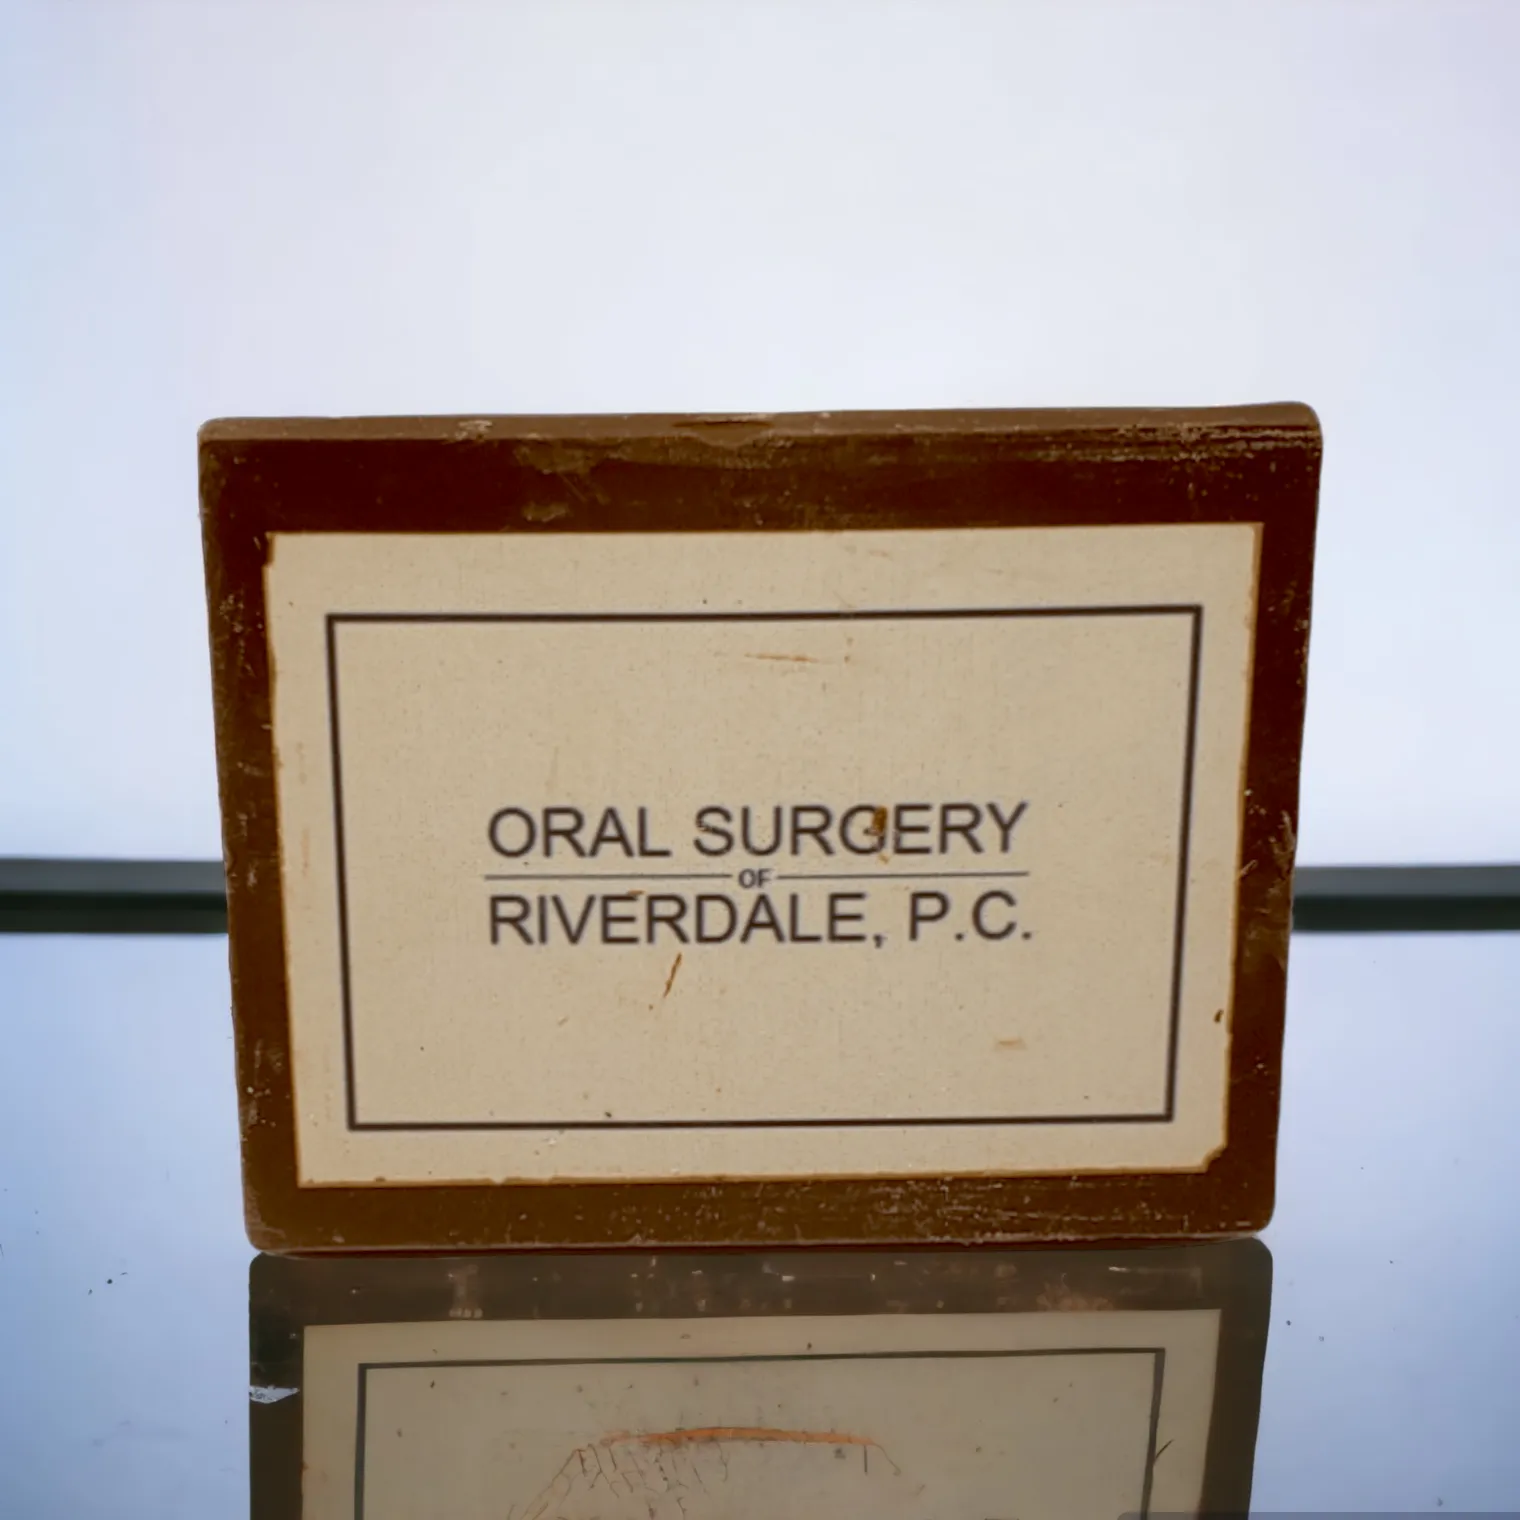 ORAL SURGERY
OF
RIVERDALE, P.C.